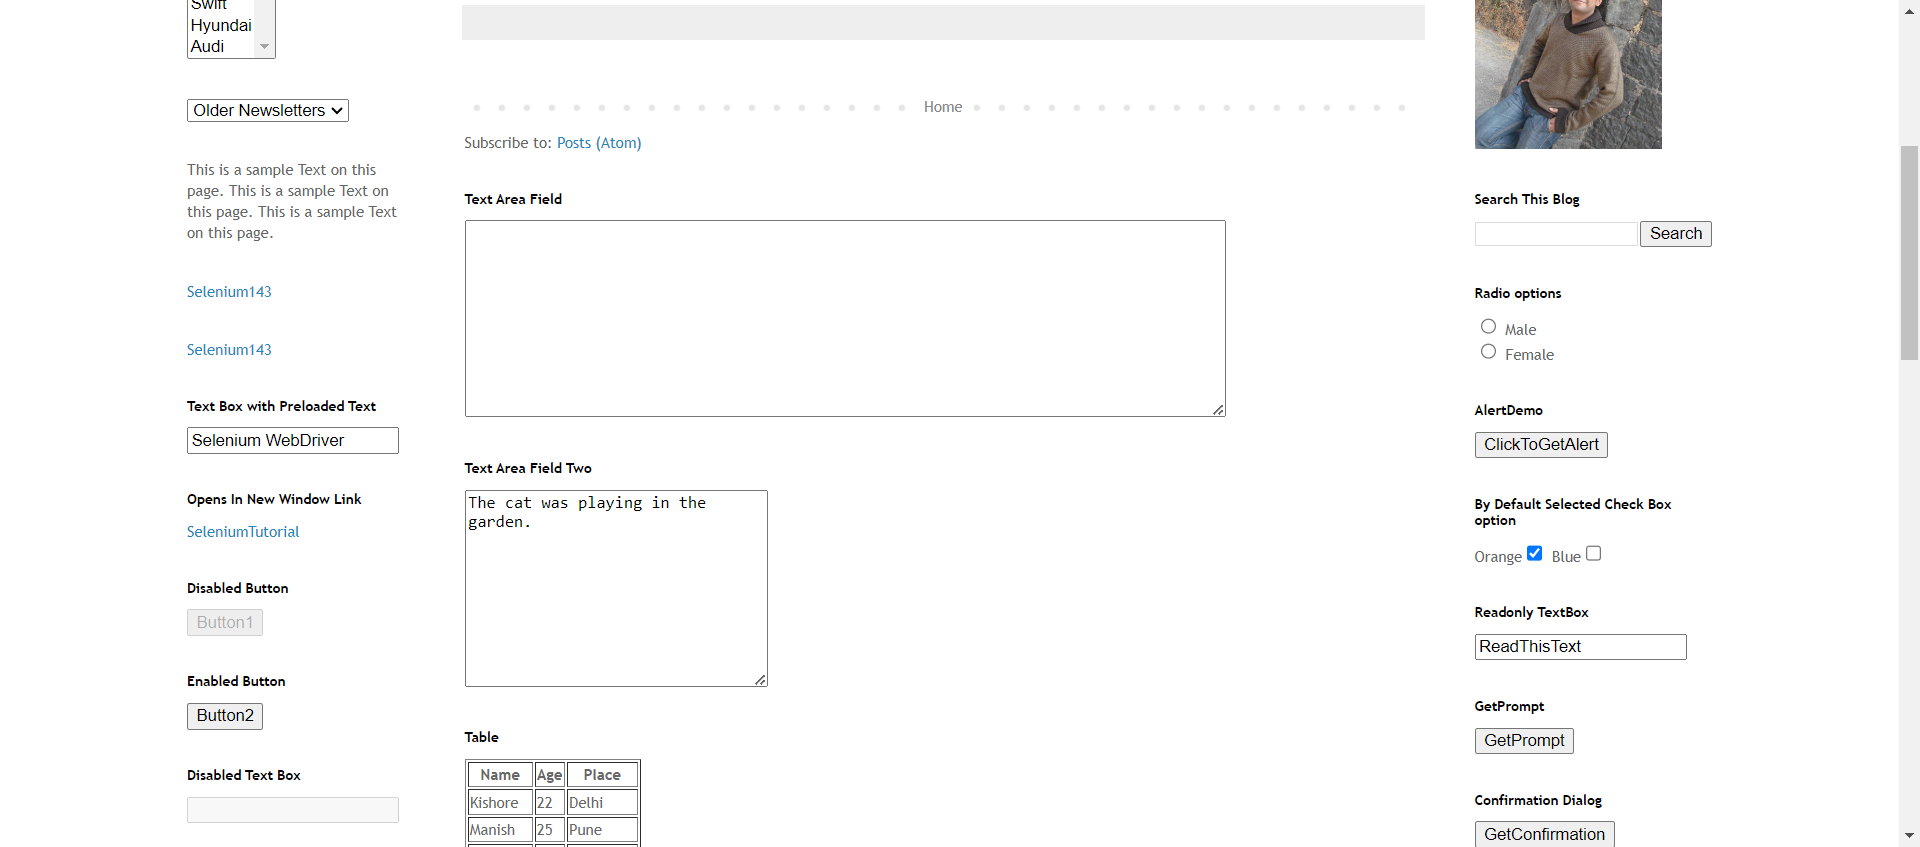 Swift
Hyundai
Audi
Older Newsletters
This is a sample Text on this
page. This is a sample Text on
this page. This is a sample Text
on this page.
Selenium143
Selenium143
Text Box with Preloaded Text
Selenium WebDriver
Opens In New Window Link
SeleniumTutorial
Disabled Button
Button1
Enabled Button
Button2
Disabled Text Box
Home
Subscribe to: Posts (Atom)
Text Area Field
Text Area Field Two
The cat was playing in the
garden.
Table
Name Age Place
Kishore 22 Delhi
Manish 25 Pune
Search This Blog
Search
Radio options
Male
Female
AlertDemo
ClickToGetAlert
By Default Selected Check Box
option
Orange Blue
Readonly TextBox
ReadThisText
GetPrompt
GetPrompt
Confirmation Dialog
GetConfirmation